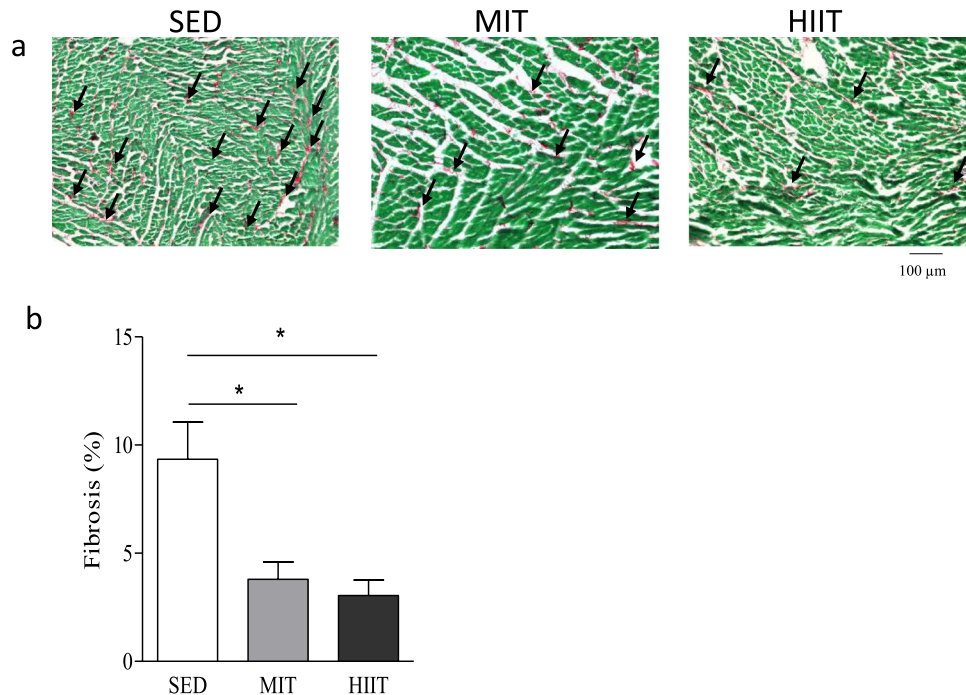 SED MIT HIIT
a
100 μm
b
15
*
*
10
Fibrosis (%)
5
0
SED MIT HIIT